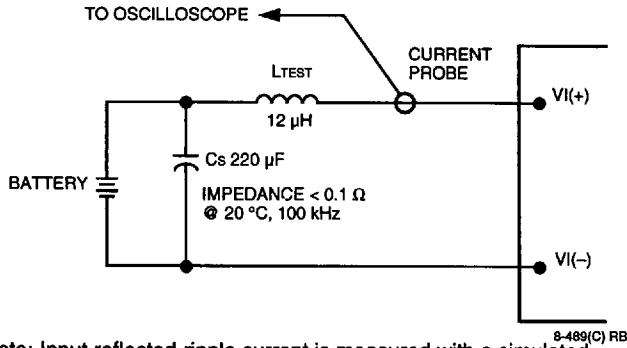 TO OSCILLOSCOPE
CURRENT
PROBE
LTEST
12 µH
VI(+)
Cs 220 µF
BATTERY
IMPEDANCE < 0.1 Ω
@ 20 °C, 100 kHz
VI(–)
8-489(C) RB
Input reflected ripple current is measured with a simulated